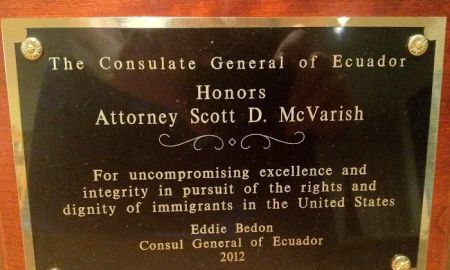 The Consulate General of Ecuador
Honors
Attorney Scott D. McVarish
For uncompromising excellence and
integrity in pursuit of the rights and
dignity of immigrants in the United States
Eddie Bedon
Consul General of Ecuador
2012